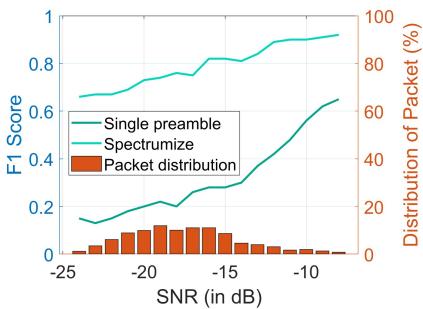 1
0.8
0.6
0.4
0.2
0
F1 Score
100
80
60
40
20
0
Distribution of Packet (%)
Single preamble
Spectrumize
Packet distribution
-25
-20
-15
-10
SNR (in dB)